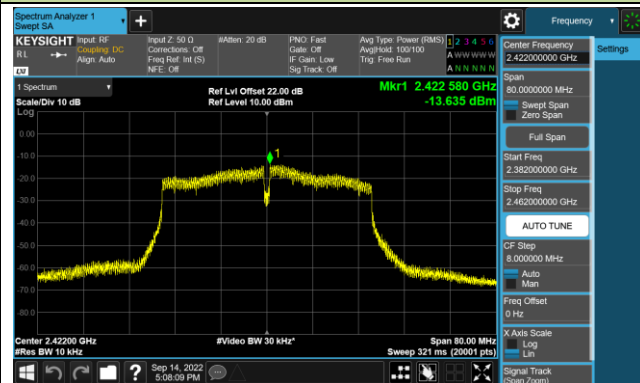 Spectrum Analyzer 1
Swept SA
+
Frequency
KEYSIGHT
Input: RF
Coupling: DC
Align: Auto
Input Z: 50 Ω
Corrections: Off
Freq Ref: Int (S)
NFE: Off
#Atten: 20 dB
PNO: Fast
Gate: Off
IF Gain: Low
Sig Track: Off
Avg Type: Power (RMS)
Avg|Hold: 100/100
Trig: Free Run
1 2 3 4 5 6
A W W W W W
A N N N N N
R L
LXI
1 Spectrum
Scale/Div 10 dB
Log
Ref Lvl Offset 22.00 dB
Ref Level 10.00 dBm
Mkr1 2.422 580 GHz
-13.635 dBm
1
0.00
-10.0
-20.0
-30.0
-40.0
-50.0
-60.0
-70.0
-80.0
Center 2.42200 GHz
#Res BW 10 kHz
#Video BW 30 kHz*
Span 80.00 MHz
Sweep 321 ms (20001 pts)
Sep 14, 2022
5:08:09 PM
?
Center Frequency
2.422000000 GHz
Settings
Span
80.0000000 MHz
Swept Span
Zero Span
Full Span
Start Freq
2.382000000 GHz
Stop Freq
2.462000000 GHz
AUTO TUNE
CF Step
8.000000 MHz
Auto
Man
Freq Offset
0 Hz
X Axis Scale
Log
Lin
Signal Track
(Span Zoom)